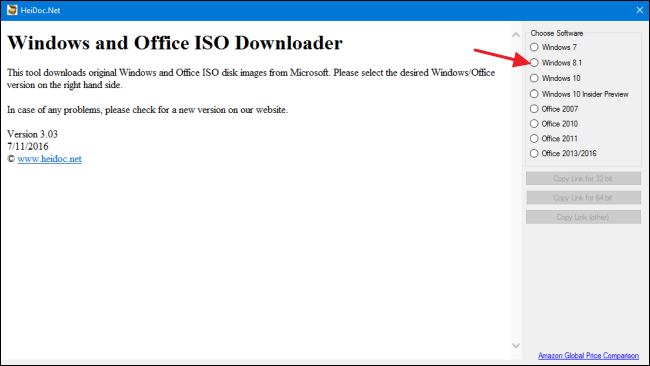 HeiDoc.Net
Windows and Office ISO Downloader
This tool downloads original Windows and Office ISO disk images from Microsoft. Please select the desired Windows/Office
version on the right hand side.
In case of any problems, please check for a new version on our website.
Version 3.03
7/11/2016
© www.heidoc.net
Choose Software
Windows 7
Windows 8.1
Windows 10
Windows 10 Insider Preview
Office 2007
Office 2010
Office 2011
Office 2013/2016
Copy Link for 32 bit
Copy Link for 64 bit
Copy Link (other)
Amazon Global Price Comparison